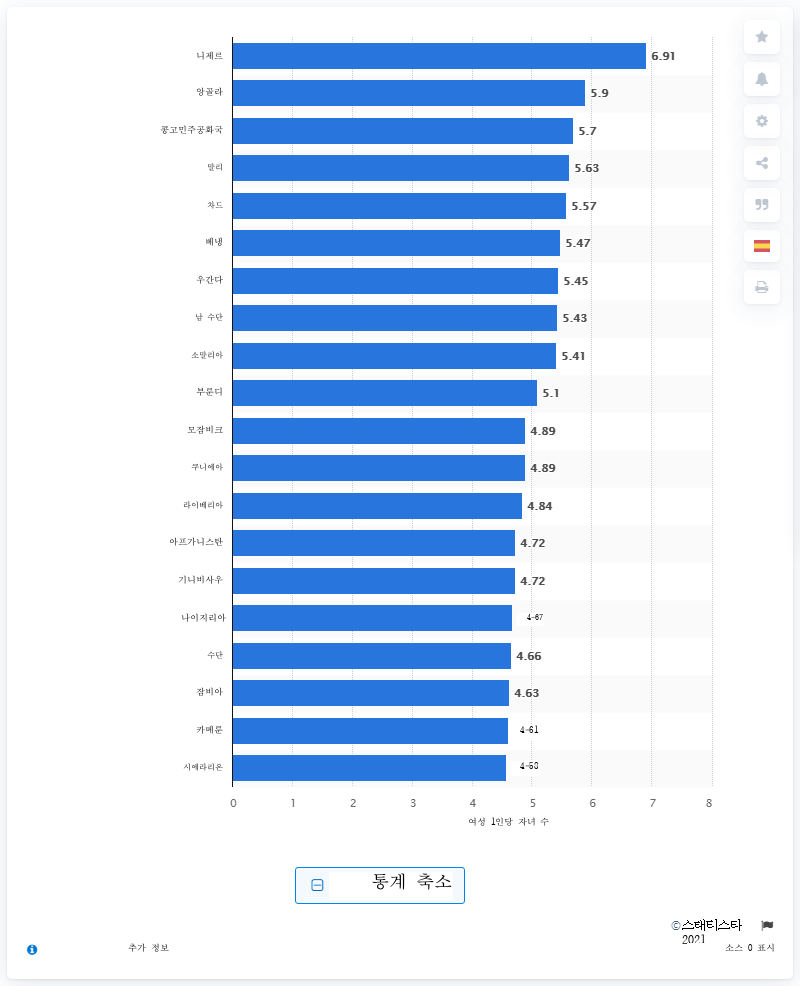 니제르 6.91
앙골라 5.9
콩고민주공화국 5.7
말리 5.63
차드 5.57
베냉 5.47
우간다 5.45
남 수단 5.43
소말리아 5.41
부룬디 5.1
모잠비크 4.89
쿠니에아 4.89
라이베리아 4.84
아프가니스탄 4.72
기니비사우 4.72
나이지리아 4-67
수단 4.66
잠비아 4.63
카메룬 4-61
시에라리온 4-58
0 1 2 3 4 5 6 7 8
여성 1인당 자녀 수
통계 축소
©스태티스타
2021
추가 정보 소스 0 표시